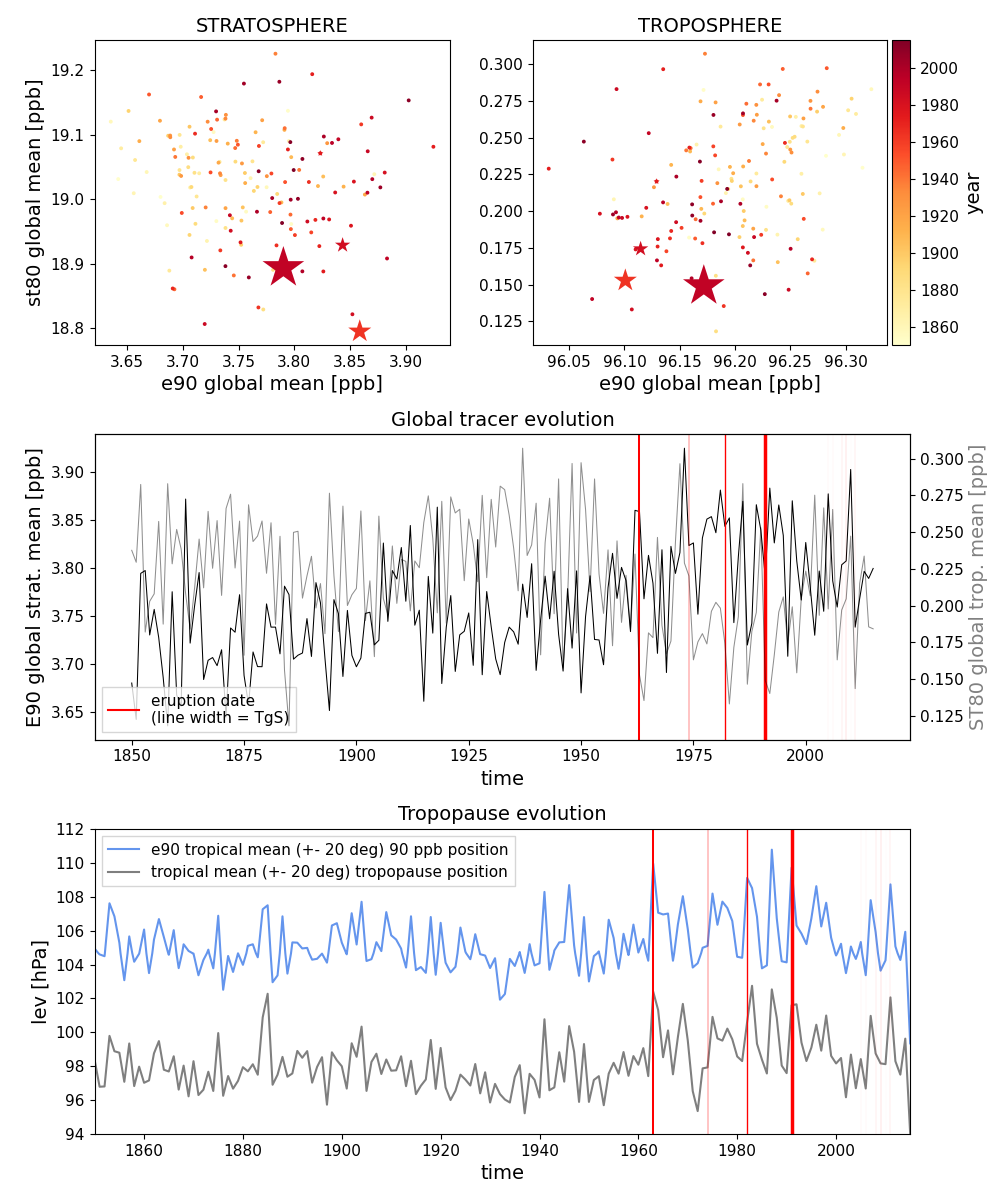 STRATOSPHERE
TROPOSPHERE
st80 global mean [ppb]
19.2
19.1
19.0
18.9
18.8
3.65 3.70 3.75 3.80 3.85 3.90
e90 global mean [ppb]
0.300
0.275
0.250
0.225
0.200
0.175
0.150
0.125
96.05 96.10 96.15 96.20 96.25 96.30
e90 global mean [ppb]
2000
1980
1960
1940
1920
1900
1880
1860
year
Global tracer evolution
E90 global strat. mean [ppb]
3.90
3.85
3.80
3.75
3.70
3.65
eruption date
(line width = TgS)
0.300
0.275
0.250
0.225
0.200
0.175
0.150
0.125
ST80 global trop. mean [ppb]
1850 1875 1900 1925 1950 1975 2000
time
Tropopause evolution
lev [hPa]
112
110
108
106
104
102
100
98
96
94
e90 tropical mean (+- 20 deg) 90 ppb position
tropical mean (+- 20 deg) tropopause position
1860 1880 1900 1920 1940 1960 1980 2000
time